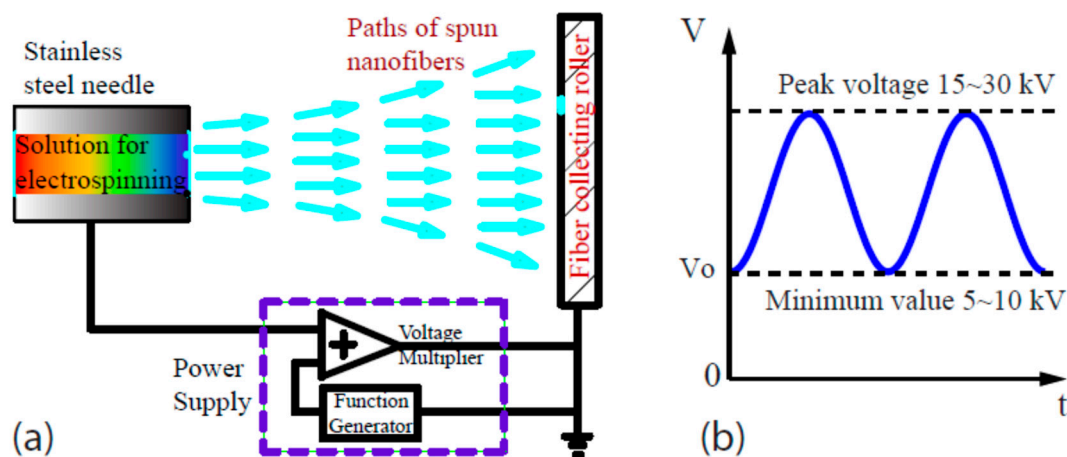 Stainless
steel needle
Solution for
electrospinning
Paths of spun
nanofibers
Fiber collecting roller
Power
Supply
+
Voltage
Multiplier
Function
Generator
(a)
V
Peak voltage 15~30 kV
Vo
Minimum value 5~10 kV
0
t
(b)